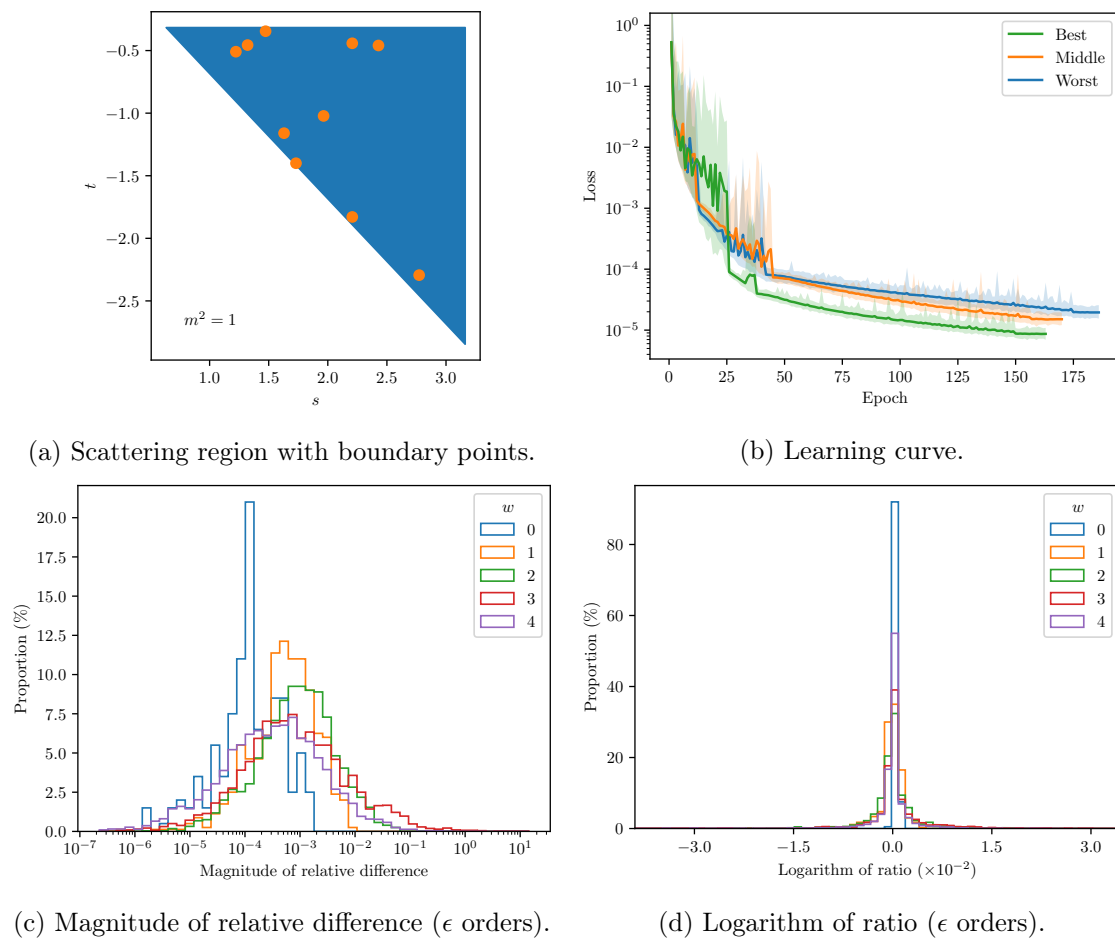 −0.5
−1.0
−1.5
−2.0
−2.5
t
m² = 1
1.0 1.5 2.0 2.5 3.0
s
(a) Scattering region with boundary points.
10⁰
10⁻¹
10⁻²
10⁻³
10⁻⁴
10⁻⁵
Loss
Best
Middle
Worst
0 25 50 75 100 125 150 175
Epoch
(b) Learning curve.
20.0
17.5
15.0
12.5
10.0
7.5
5.0
2.5
0.0
Proportion (%)
w
0
1
2
3
4
10⁻⁷ 10⁻⁶ 10⁻⁵ 10⁻⁴ 10⁻³ 10⁻² 10⁻¹ 10⁰ 10¹
Magnitude of relative difference
(c) Magnitude of relative difference (ϵ orders).
80
60
40
20
0
Proportion (%)
w
0
1
2
3
4
−3.0 −1.5 0.0 1.5 3.0
Logarithm of ratio (×10⁻²)
(d) Logarithm of ratio (ϵ orders).